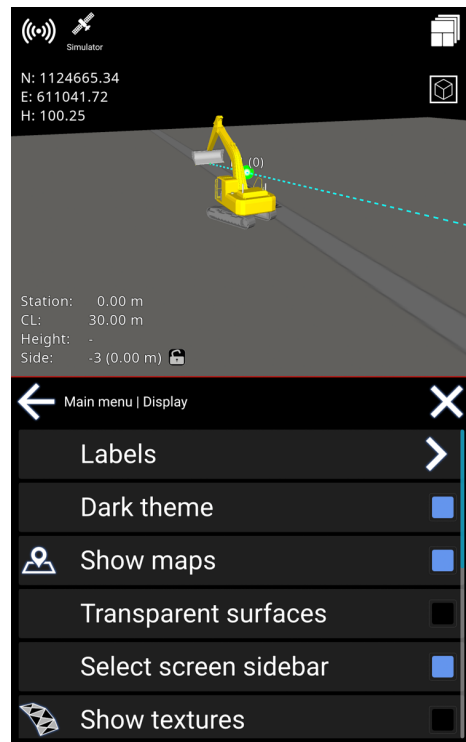 Simulator
N: 1124665.34
E: 611041.72
H: 100.25
(0)
Station: 0.00 m
CL: 30.00 m
Height: -
Side: -3 (0.00 m)
Main menu | Display
Labels
Dark theme
Show maps
Transparent surfaces
Select screen sidebar
Show textures